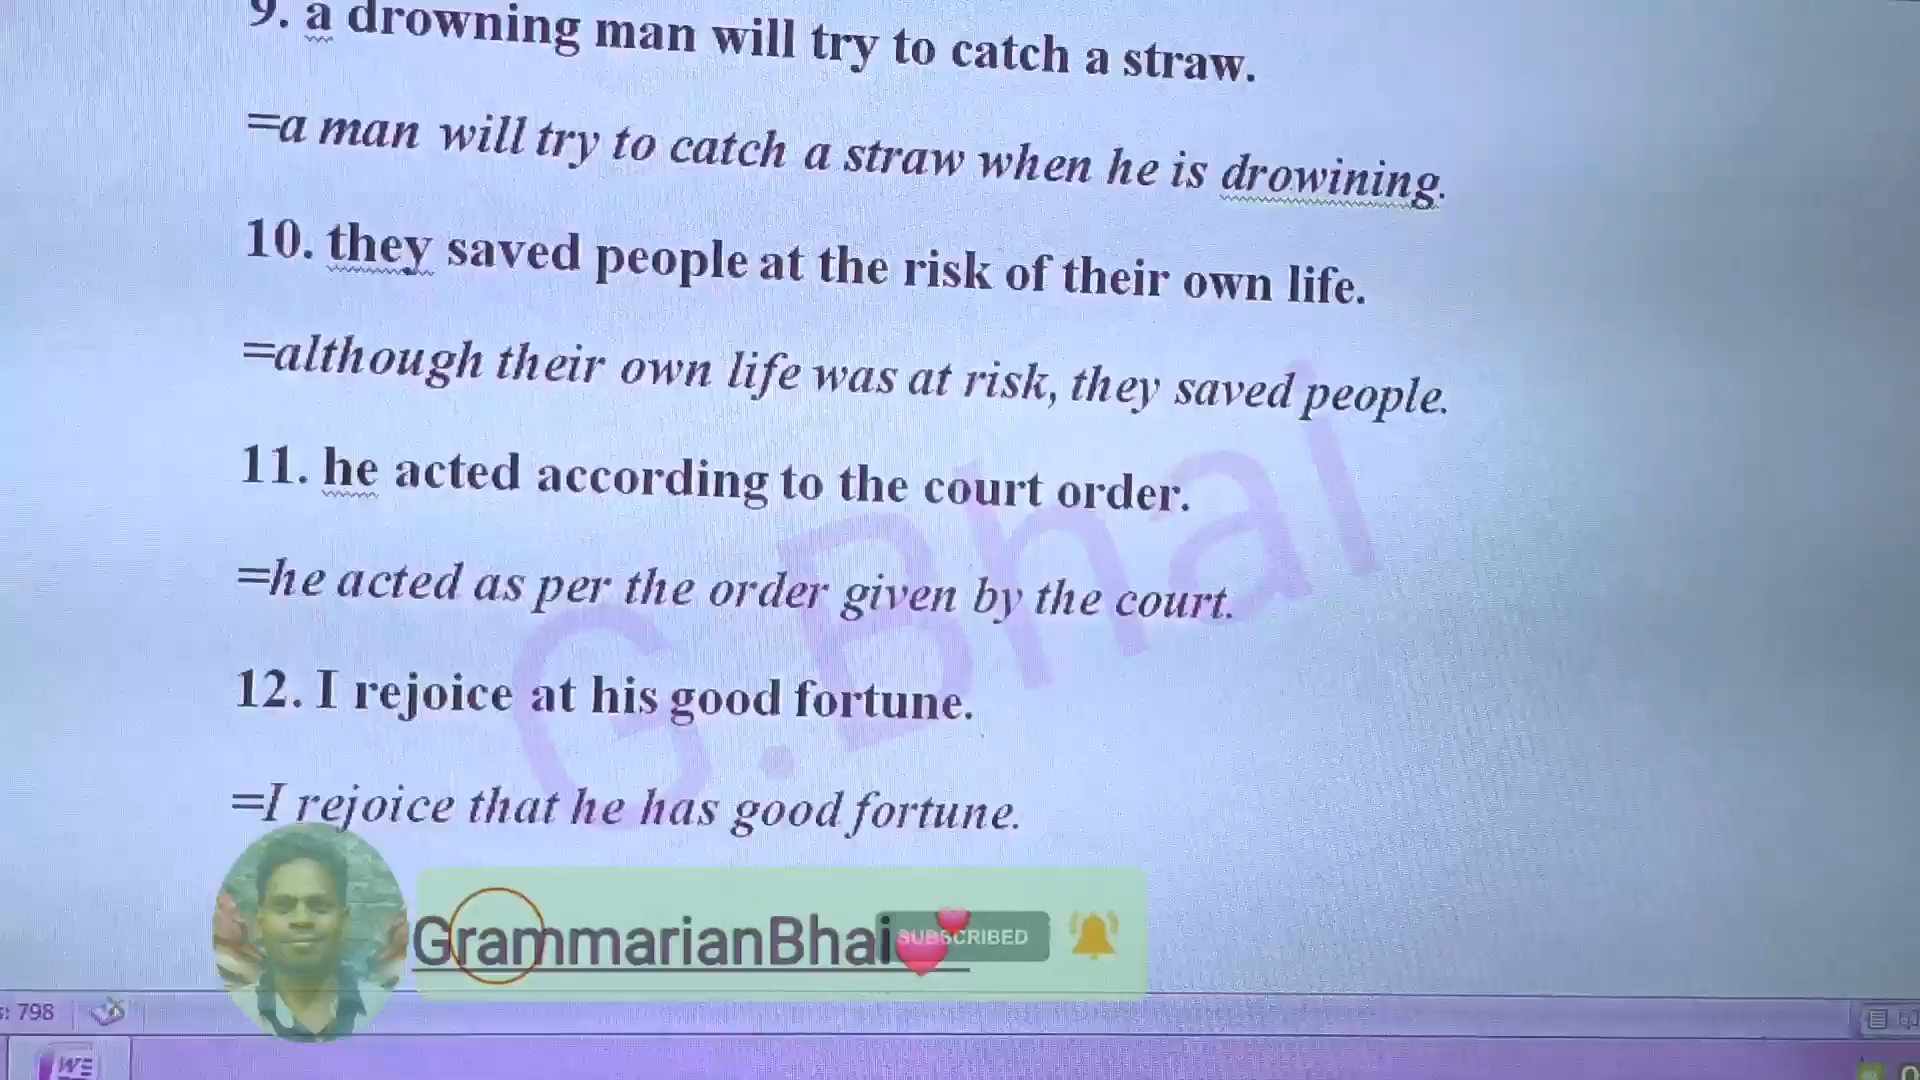 9. a drowning man will try to catch a straw.
=a man will try to catch a straw when he is drowining.
10. they saved people at the risk of their own life.
=although their own life was at risk, they saved people.
11. he acted according to the court order.
=he acted as per the order given by the court.
12. I rejoice at his good fortune.
=I rejoice that he has good fortune.
G.Bhai
GrammarianBhai
SUBSCRIBED
: 798